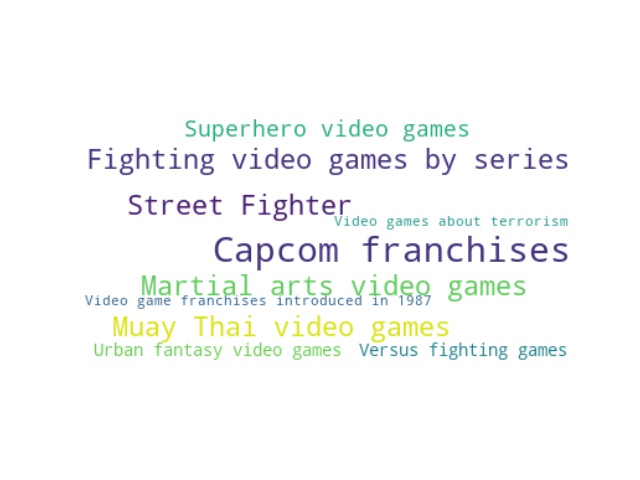 Superhero video games
Fighting video games by series
Street Fighter
Video games about terrorism
Capcom franchises
Martial arts video games
Video game franchises introduced in 1987
Muay Thai video games
Urban fantasy video games
Versus fighting games